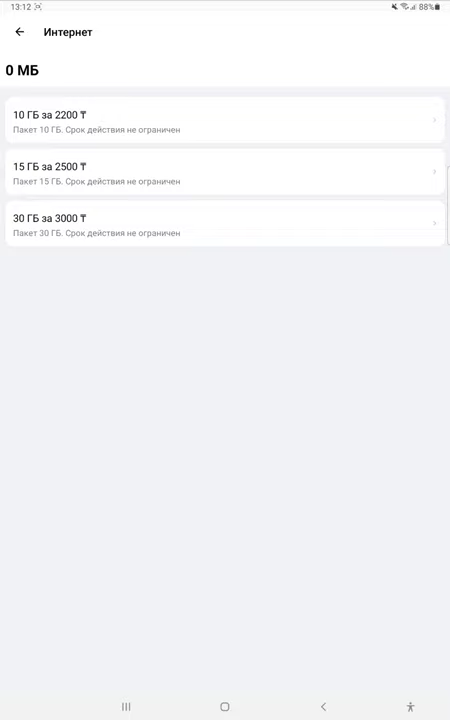 13:12
88%
Интернет
0 МБ
10 ГБ за 2200 ₸
Пакет 10 ГБ. Срок действия не ограничен
15 ГБ за 2500 ₸
Пакет 15 ГБ. Срок действия не ограничен
30 ГБ за 3000 ₸
Пакет 30 ГБ. Срок действия не ограничен